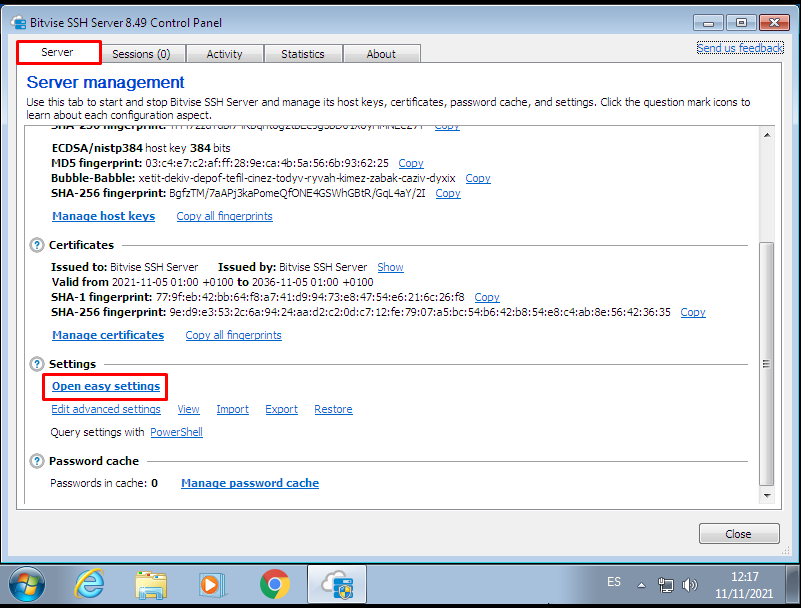 Bitvise SSH Server 8.49 Control Panel
Server Sessions (0) Activity Statistics About Send us feedback
Server management
Use this tab to start and stop Bitvise SSH Server and manage its host keys, certificates, password cache, and settings. Click the question mark icons to
learn about each configuration aspect.
SHA-256 fingerprint: Copy
ECDSA/nistp384 host key 384 bits
MD5 fingerprint: 03:c4:e7:c2:af:ff:28:9e:ca:4b:5a:56:6b:93:62:25 Copy
Bubble-Babble: xetit-dekiv-depof-tefil-cinez-todyv-ryvah-kimez-zabak-caziv-dyxix Copy
SHA-256 fingerprint: BgfzTM/7aAPj3kaPomeQfONE4GSWhGBtR/GqL4aY/2I Copy
Manage host keys Copy all fingerprints
? Certificates
Issued to: Bitvise SSH Server Issued by: Bitvise SSH Server Show
Valid from 2021-11-05 01:00 +0100 to 2036-11-05 01:00 +0100
SHA-1 fingerprint: 77:9f:eb:42:bb:64:f8:a7:41:d9:94:73:e8:47:54:e6:21:6c:26:f8 Copy
SHA-256 fingerprint: 9e:d9:e3:53:2c:6a:94:24:aa:d2:c2:0d:c7:12:fe:79:07:a5:bc:54:b6:42:b8:54:e8:c4:ab:8e:56:42:36:35 Copy
Manage certificates Copy all fingerprints
? Settings
Open easy settings
Edit advanced settings View Import Export Restore
Query settings with PowerShell
? Password cache
Passwords in cache: 0 Manage password cache
Close
ES 12:17
11/11/2021